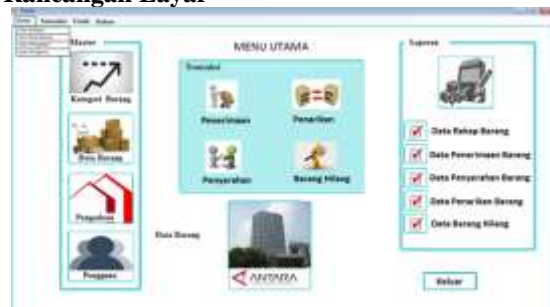 Rancangan Layar
Transaksi
Master
Kategori Barang
Data Barang
Pengadaan
Pengguna
MENU UTAMA
Transaksi
Penerimaan
Penarikan
Penyerahan
Barang Hilang
Data Barang
ANTARA
Laporan
Data Rekap Barang
Data Penerimaan Barang
Data Penyerahan Barang
Data Penarikan Barang
Data Barang Hilang
Keluar